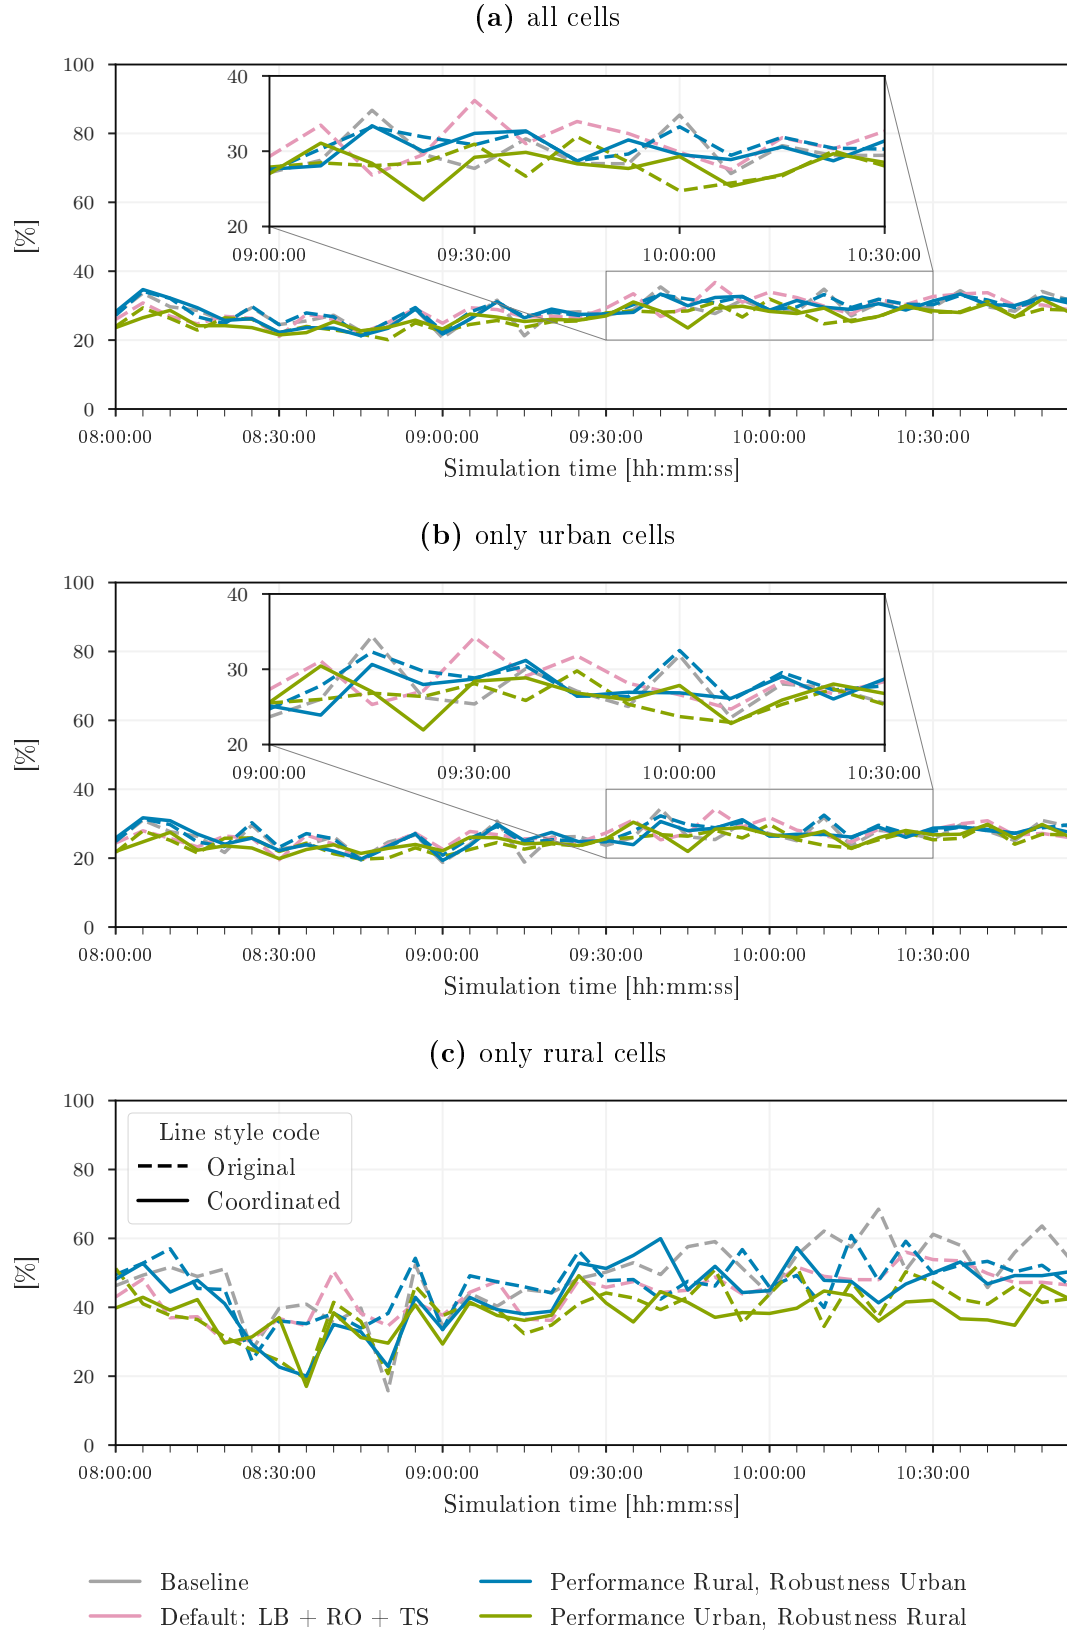 (a) all cells
100
80
60
40
20
0
[%]
40
30
20
09:00:00 09:30:00 10:00:00 10:30:00
08:00:00 08:30:00 09:00:00 09:30:00 10:00:00 10:30:00
Simulation time [hh:mm:ss]
(b) only urban cells
100
80
60
40
20
0
[%]
40
30
20
09:00:00 09:30:00 10:00:00 10:30:00
08:00:00 08:30:00 09:00:00 09:30:00 10:00:00 10:30:00
Simulation time [hh:mm:ss]
(c) only rural cells
100
80
60
40
20
0
[%]
Line style code
Original
Coordinated
08:00:00 08:30:00 09:00:00 09:30:00 10:00:00 10:30:00
Simulation time [hh:mm:ss]
Baseline
Default: LB + RO + TS
Performance Rural, Robustness Urban
Performance Urban, Robustness Rural